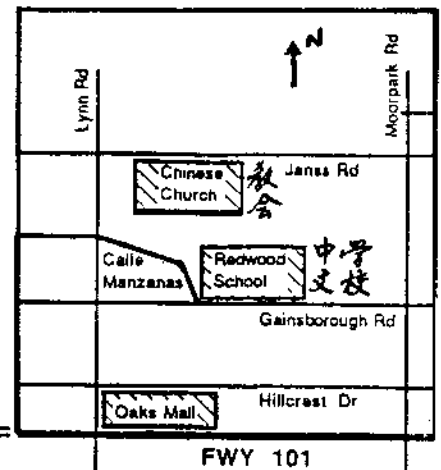 N
Lynn Rd
Moorpark Rd
Chinese
Church
教
会
Janss Rd
Calle
Manzanas
Redwood
School
中学
文校
Gainsborough Rd
Hillcrest Dr
Oaks Mall
FWY 101